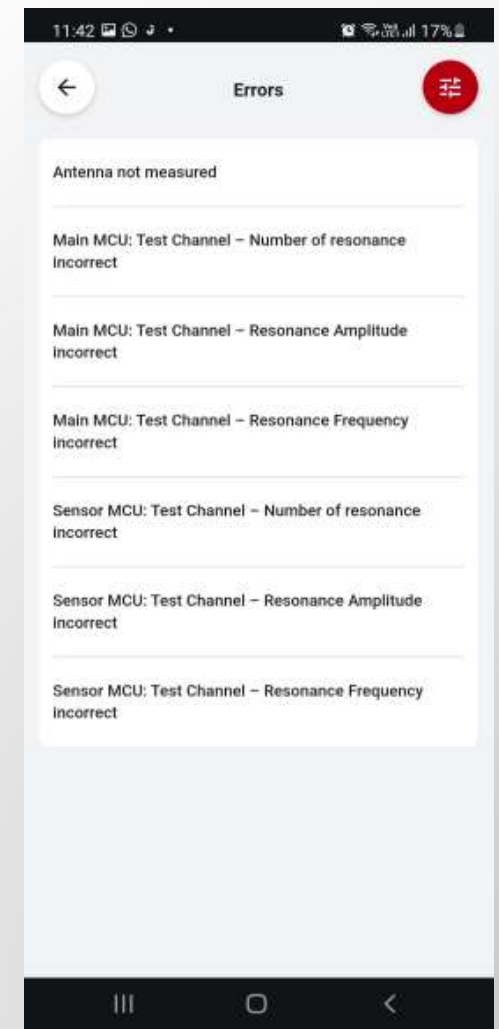 11:42
17%
Errors
Antenna not measured
Main MCU: Test Channel – Number of resonance
incorrect
Main MCU: Test Channel – Resonance Amplitude
incorrect
Main MCU: Test Channel – Resonance Frequency
incorrect
Sensor MCU: Test Channel – Number of resonance
incorrect
Sensor MCU: Test Channel – Resonance Amplitude
incorrect
Sensor MCU: Test Channel – Resonance Frequency
incorrect